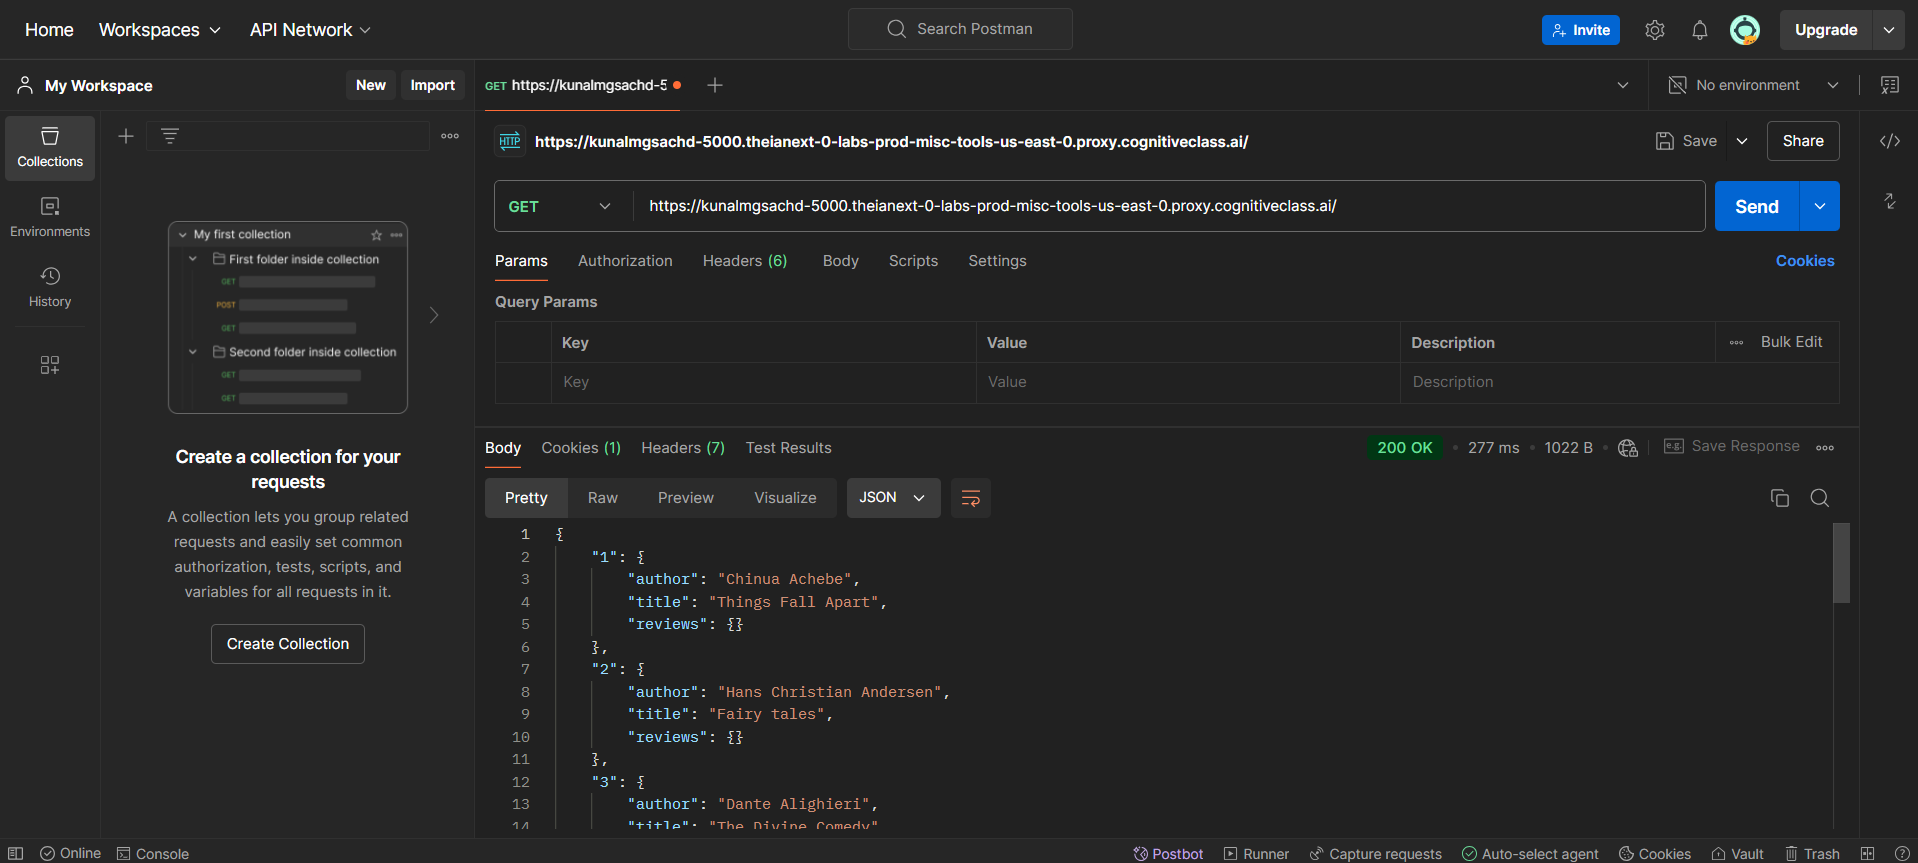 Home Workspaces API Network Search Postman Invite Upgrade
My Workspace New Import GET https://kunalmgsachd-5 No environment
Collections
Environments
History
My first collection
First folder inside collection
GET
POST
GET
Second folder inside collection
GET
GET
Create a collection for your
requests
A collection lets you group related
requests and easily set common
authorization, tests, scripts, and
variables for all requests in it.
Create Collection
HTTP https://kunalmgsachd-5000.theianext-0-labs-prod-misc-tools-us-east-0.proxy.cognitiveclass.ai/ Save Share
GET https://kunalmgsachd-5000.theianext-0-labs-prod-misc-tools-us-east-0.proxy.cognitiveclass.ai/ Send
Params Authorization Headers (6) Body Scripts Settings Cookies
Query Params
Key Value Description Bulk Edit
Key Value Description
Body Cookies (1) Headers (7) Test Results 200 OK • 277 ms • 1022 B • e.g. Save Response
Pretty Raw Preview Visualize JSON
1 {
2 "1": {
3 "author": "Chinua Achebe",
4 "title": "Things Fall Apart",
5 "reviews": {}
6 },
7 "2": {
8 "author": "Hans Christian Andersen",
9 "title": "Fairy tales",
10 "reviews": {}
11 },
12 "3": {
13 "author": "Dante Alighieri",
14 "title": "The Divine Comedy"
Online Console Postbot Runner Capture requests Auto-select agent Cookies Vault Trash